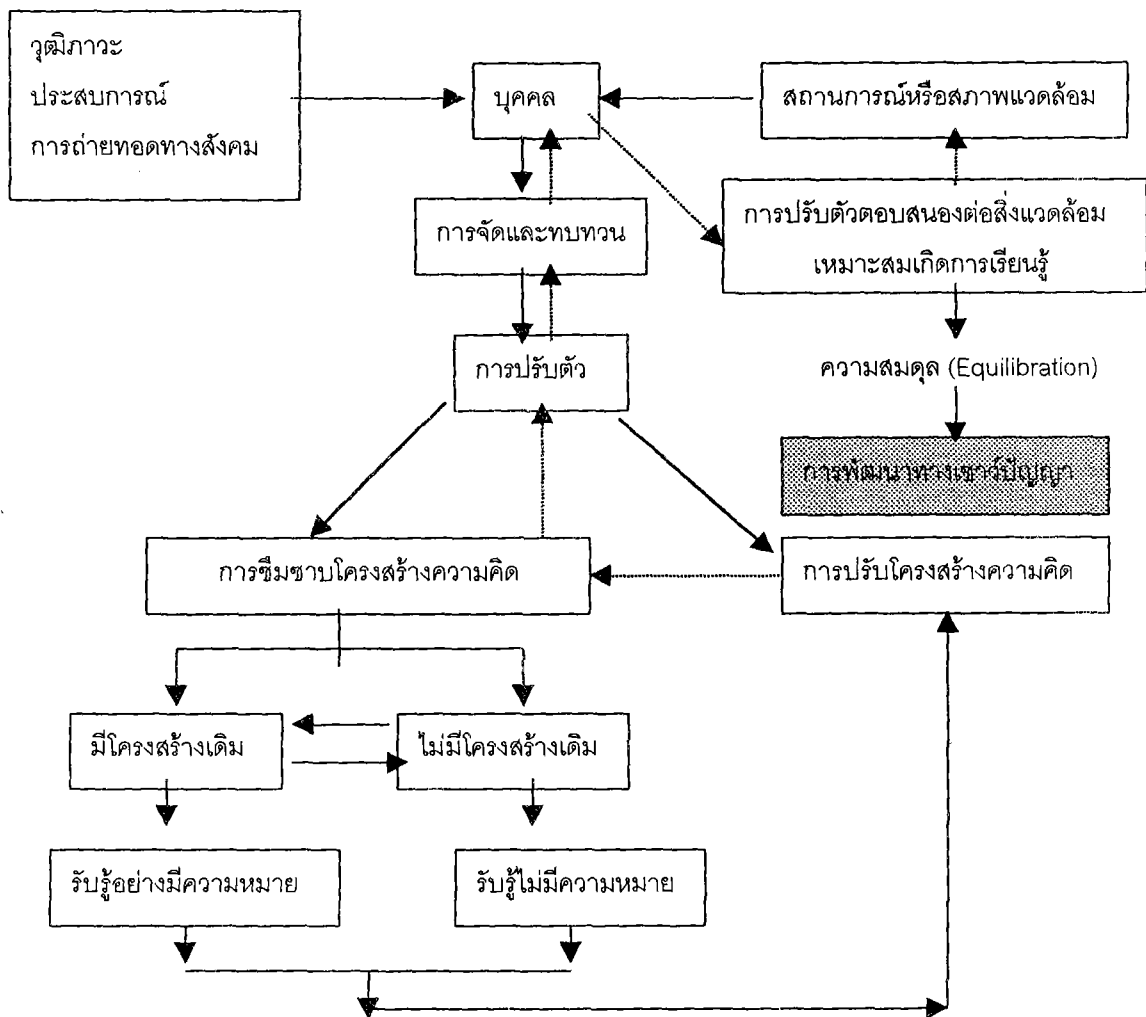 วุฒิภาวะ
ประสบการณ์
การถ่ายทอดทางสังคม
บุคคล
สถานการณ์หรือสภาพแวดล้อม
การจัดและทบทวน
การปรับตัวตอบสนองต่อสิ่งแวดล้อม
เหมาะสมเกิดการเรียนรู้
การปรับตัว
ความสมดุล (Equilibration)
การพัฒนาทางเชาว์ปัญญา
การซึมซาบโครงสร้างความคิด
การปรับโครงสร้างความคิด
มีโครงสร้างเดิม
ไม่มีโครงสร้างเดิม
รับรู้อย่างมีความหมาย
รับรู้ไม่มีความหมาย